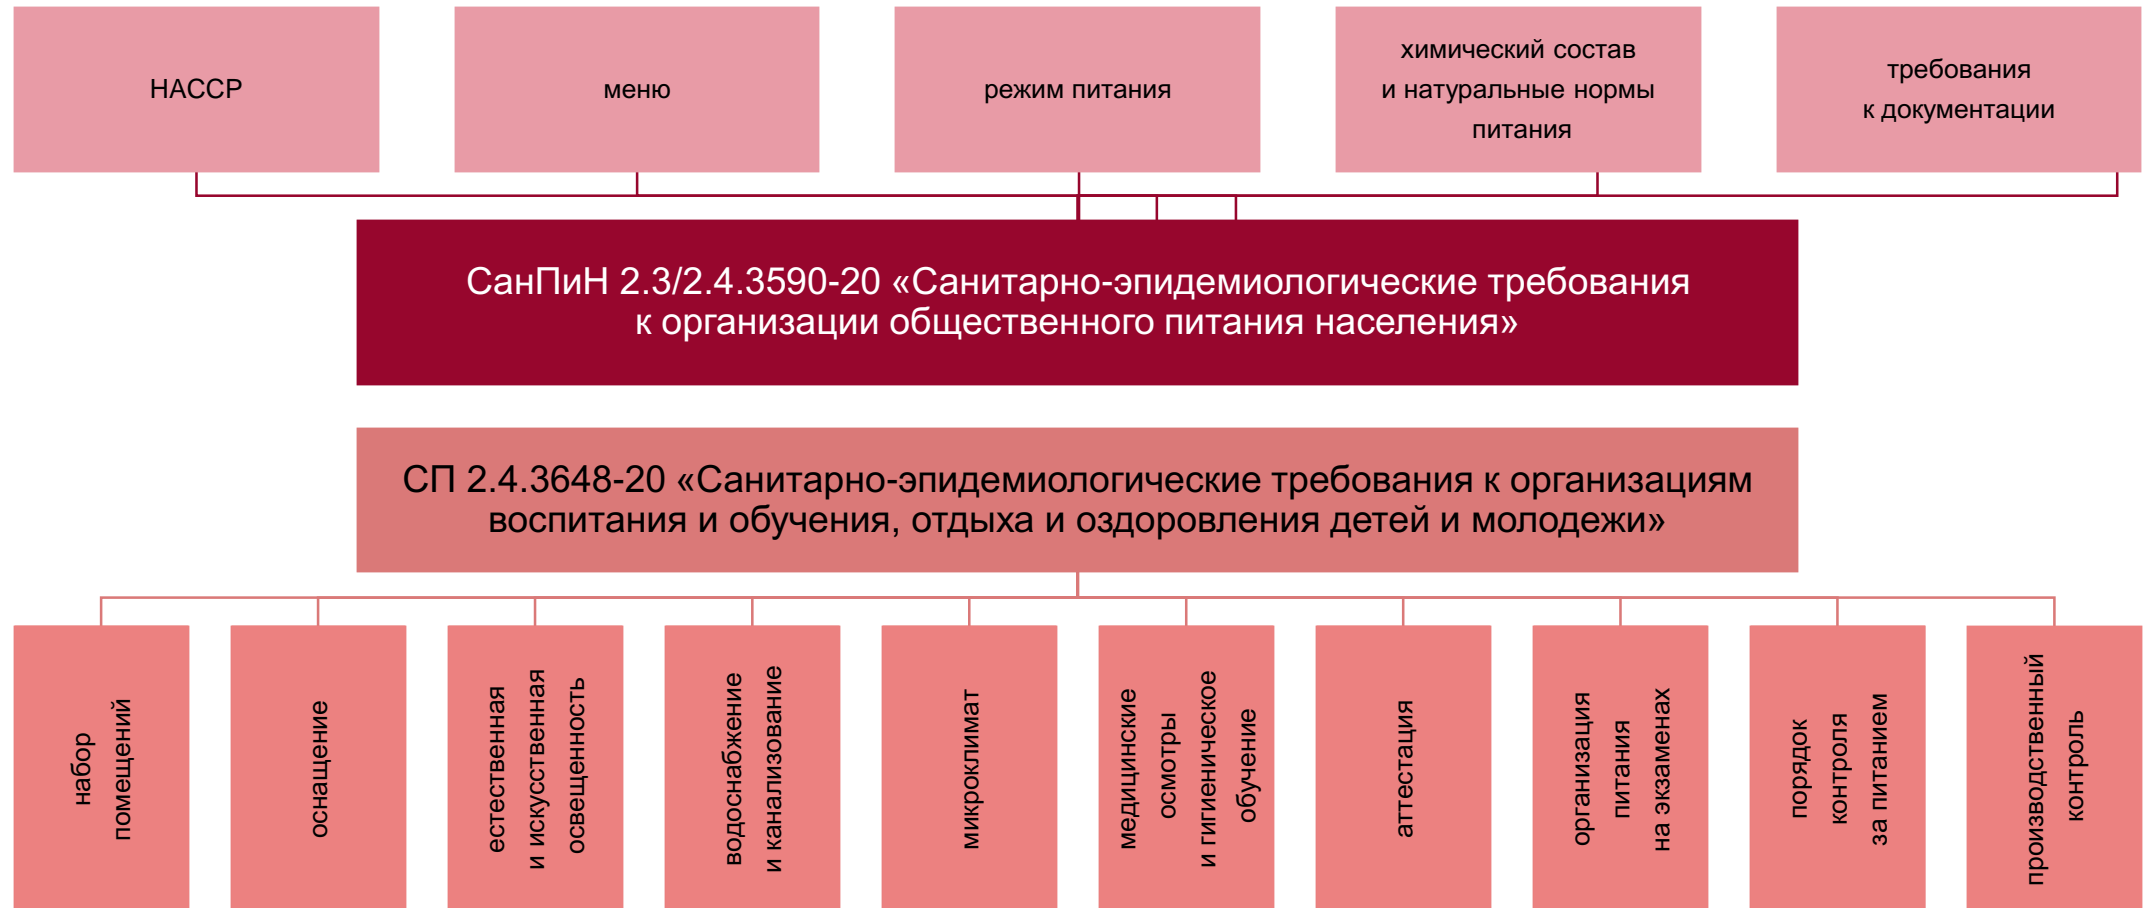 НАССР
меню
режим питания
химический состав
и натуральные нормы
питания
требования
к документации
СанПиН 2.3/2.4.3590-20 «Санитарно-эпидемиологические требования
к организации общественного питания населения»
СП 2.4.3648-20 «Санитарно-эпидемиологические требования к организациям
воспитания и обучения, отдыха и оздоровления детей и молодежи»
набор
помещений
оснащение
естественная
и искусственная
освещенность
водоснабжение
и канализование
микроклимат
медицинские
осмотры
и гигиеническое
обучение
аттестация
организация
питания
на экзаменах
порядок
контроля
за питанием
производственный
контроль